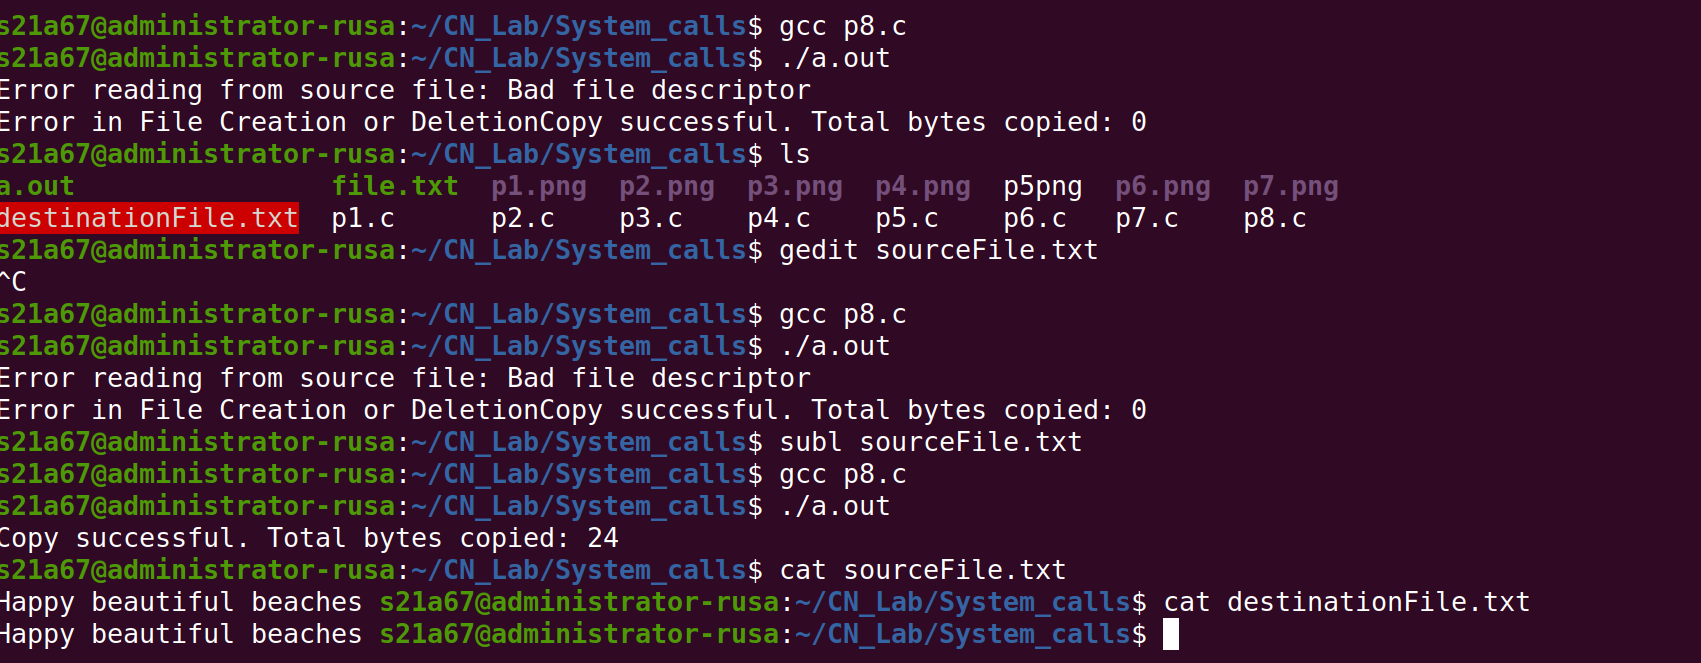 s21a67@administrator-rusa:~/CN_Lab/System_calls$ gcc p8.c
s21a67@administrator-rusa:~/CN_Lab/System_calls$ ./a.out
Error reading from source file: Bad file descriptor
Error in File Creation or DeletionCopy successful. Total bytes copied: 0
s21a67@administrator-rusa:~/CN_Lab/System_calls$ ls
a.out                file.txt  p1.png  p2.png  p3.png  p4.png  p5png  p6.png  p7.png
destinationFile.txt  p1.c      p2.c    p3.c    p4.c    p5.c    p6.c   p7.c    p8.c
s21a67@administrator-rusa:~/CN_Lab/System_calls$ gedit sourceFile.txt
^C
s21a67@administrator-rusa:~/CN_Lab/System_calls$ gcc p8.c
s21a67@administrator-rusa:~/CN_Lab/System_calls$ ./a.out
Error reading from source file: Bad file descriptor
Error in File Creation or DeletionCopy successful. Total bytes copied: 0
s21a67@administrator-rusa:~/CN_Lab/System_calls$ subl sourceFile.txt
s21a67@administrator-rusa:~/CN_Lab/System_calls$ gcc p8.c
s21a67@administrator-rusa:~/CN_Lab/System_calls$ ./a.out
Copy successful. Total bytes copied: 24
s21a67@administrator-rusa:~/CN_Lab/System_calls$ cat sourceFile.txt
Happy beautiful beaches s21a67@administrator-rusa:~/CN_Lab/System_calls$ cat destinationFile.txt
Happy beautiful beaches s21a67@administrator-rusa:~/CN_Lab/System_calls$